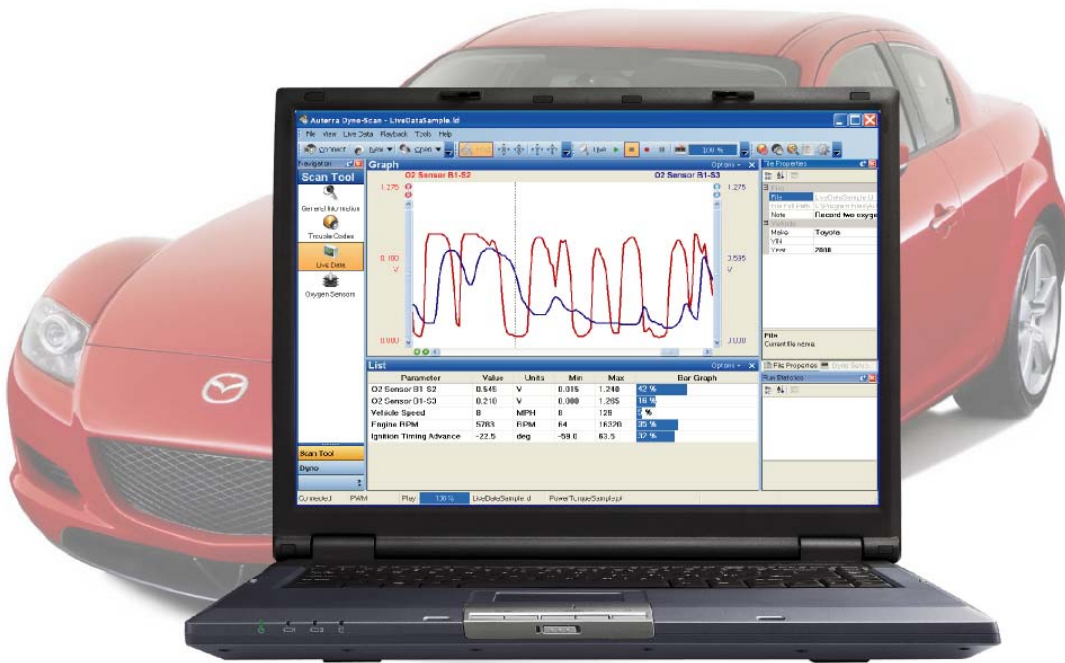 Auterra Dyno-Scan - LiveDataSample.ld
File View Live Data Playback Tools Help
Connect New Open Live 100 %
Navigation
Scan Tool
General Information
Trouble Codes
Live Data
Oxygen Sensors
Scan Tool
Dyno
Graph Options
O2 Sensor B1-S2 O2 Sensor B1-S3
1.275 1.275
V V
0.000
List Options
Parameter Value Units Min Max Bar Graph
O2 Sensor B1-S2 0.545 V 0.015 1.240 42 %
O2 Sensor B1-S3 0.210 V 0.000 1.265 16 %
Vehicle Speed 8 MPH 0 %
Engine RPM 5783 RPM 64 16320 35 %
Ignition Timing Advance -22.5 deg -59.0 63.5 37 %
File Properties
File LiveDataSample.ld
Note Record two oxyge
Vehicle
Make Toyota
VIN
Year
File
Current file name.
File Properties
Run Statistics
Connected PWM Play 100 % LiveDataSample.ld PowerTorqueSample.pt